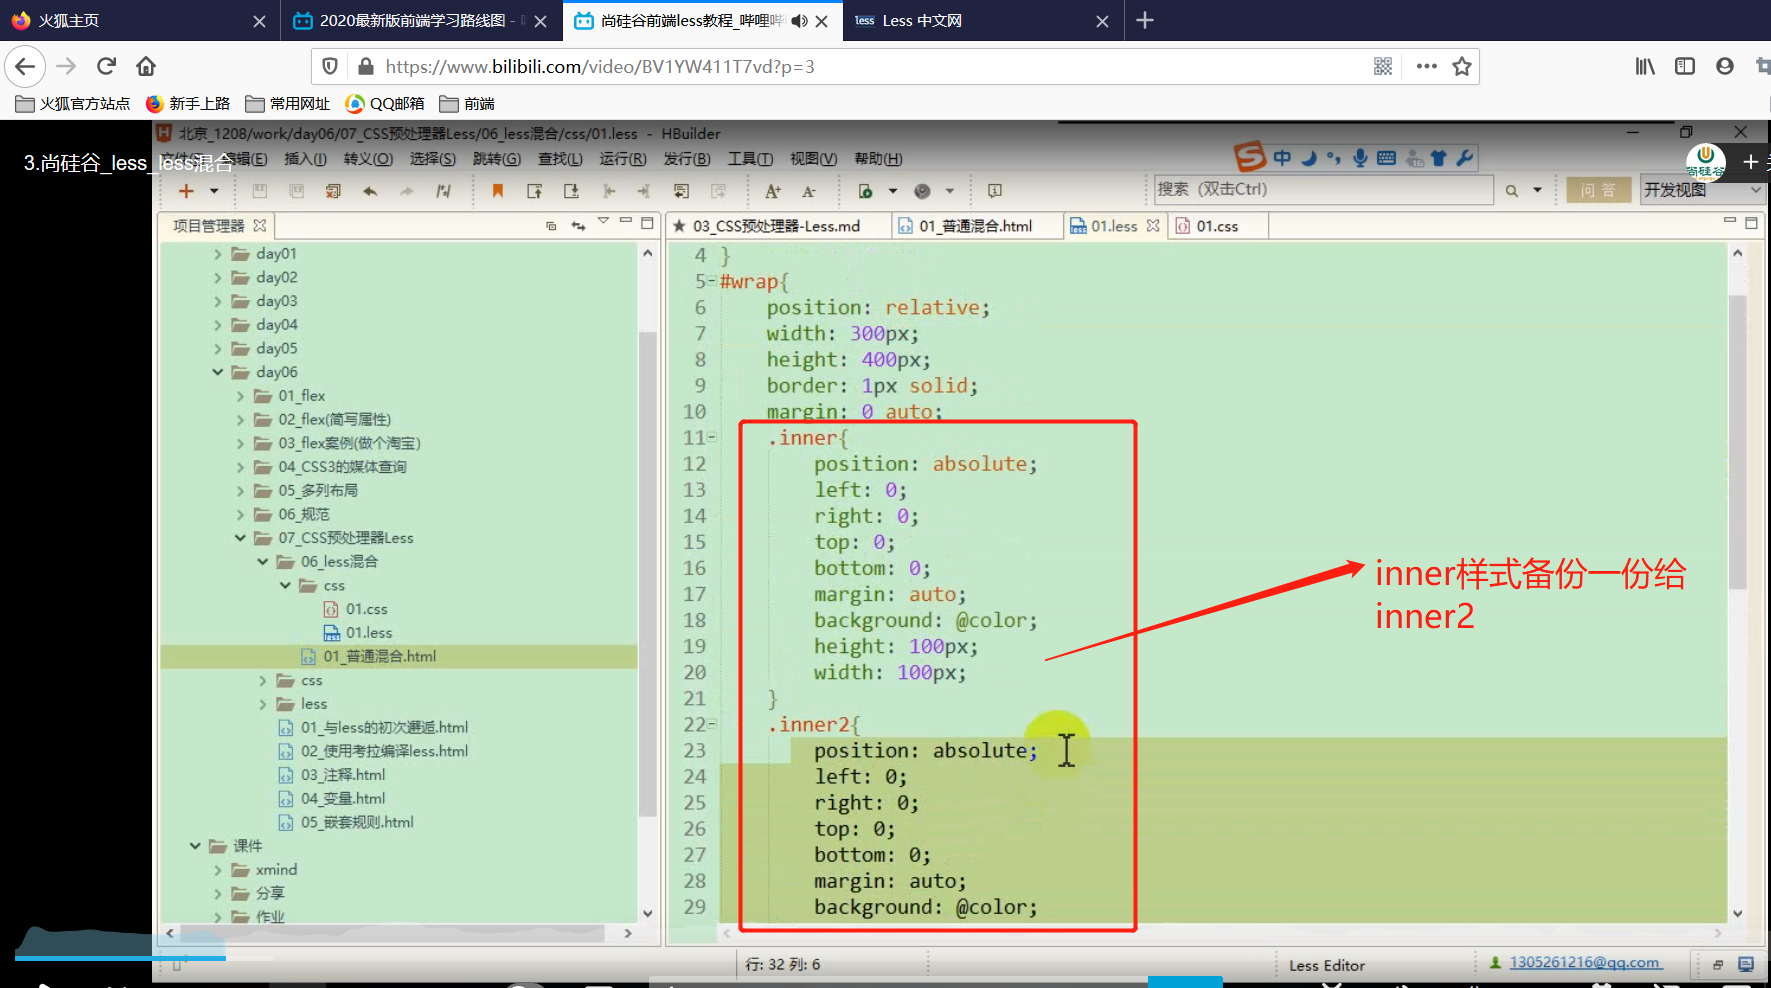 火狐主页
2020最新版前端学习路线图 -
尚硅谷前端less教程_哔哩哔
less Less 中文网
https://www.bilibili.com/video/BV1YW411T7vd?p=3
火狐官方站点
新手上路
常用网址
QQ邮箱
前端
北京_1208/work/day06/07_CSS预处理器Less/06_less混合/css/01.less - HBuilder
3.尚硅谷_less_less混合
编辑(E) 插入(I) 转义(O) 选择(S) 跳转(G) 查找(L) 运行(R) 发行(B) 工具(T) 视图(V) 帮助(H)
中
尚硅谷
搜索 (双击Ctrl)
问答
开发视图
项目管理器
03_CSS预处理器-Less.md
01_普通混合.html
01.less
01.css
day01
day02
day03
day04
day05
day06
01_flex
02_flex(简写属性)
03_flex案例(做个淘宝)
04_CSS3的媒体查询
05_多列布局
06_规范
07_CSS预处理器Less
06_less混合
css
01.css
01.less
01_普通混合.html
css
less
01_与less的初次邂逅.html
02_使用考拉编译less.html
03_注释.html
04_变量.html
05_嵌套规则.html
课件
xmind
分享
作业
4 }
5 #wrap{
6 position: relative;
7 width: 300px;
8 height: 400px;
9 border: 1px solid;
10 margin: 0 auto;
11 .inner{
12 position: absolute;
13 left: 0;
14 right: 0;
15 top: 0;
16 bottom: 0;
17 margin: auto;
18 background: @color;
19 height: 100px;
20 width: 100px;
21 }
22 .inner2{
23 position: absolute;
24 left: 0;
25 right: 0;
26 top: 0;
27 bottom: 0;
28 margin: auto;
29 background: @color;
inner样式备份一份给
inner2
行: 32 列: 6
Less Editor
1305261216@qq.com